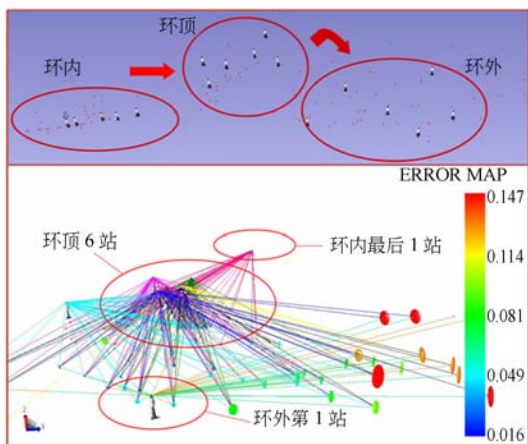 环顶
环内
环外
ERROR MAP
0.147
环顶 6 站
环内最后 1 站
0.114
0.081
0.049
环外第 1 站
0.016